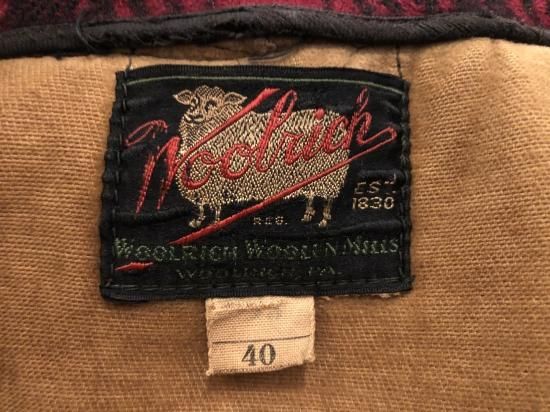 Woolrich
EST.
1830
REG.
WOOLRICH WOOLEN MILLS
WOOLRICH, PA.
40